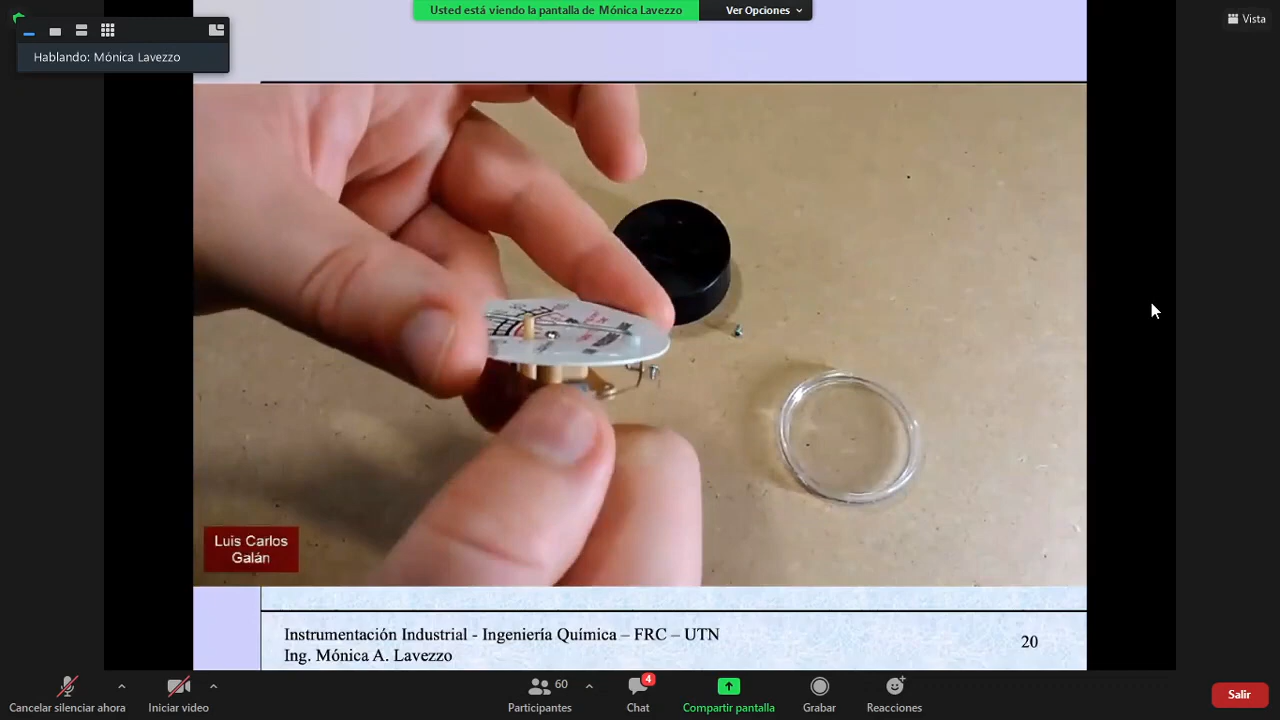 Usted está viendo la pantalla de Mónica Lavezzo
Ver Opciones
Vista
Hablando: Mónica Lavezzo
Luis Carlos
Galán
Instrumentación Industrial - Ingeniería Química – FRC – UTN
Ing. Mónica A. Lavezzo
20
Cancelar silenciar ahora
Iniciar video
60
Participantes
4
Chat
Compartir pantalla
Grabar
Reacciones
Salir